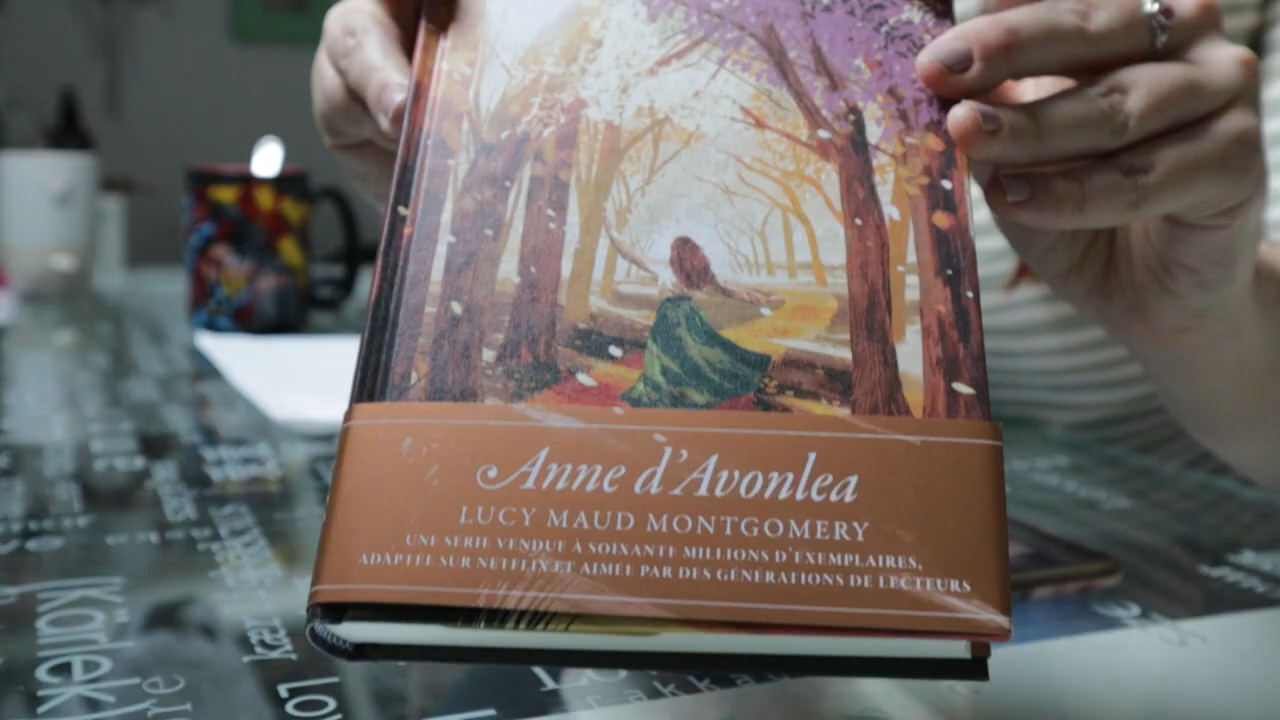 Anne d'Avonlea
LUCY MAUD MONTGOMERY
UNE SÉRIE VENDUE À SOIXANTE MILLIONS D'EXEMPLAIRES,
ADAPTÉE SUR NETFLIX ET AIMÉE PAR DES GÉNÉRATIONS DE LECTEURS